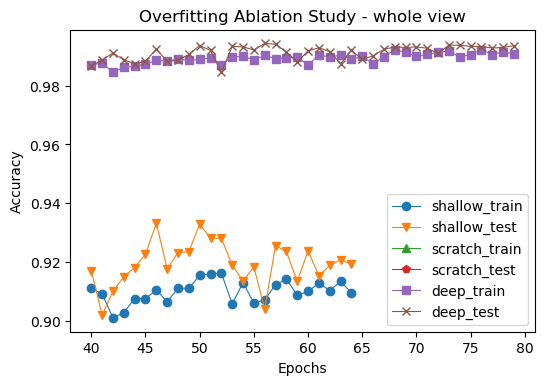 Overfitting Ablation Study - whole view
Accuracy
0.98
0.96
0.94
0.92
0.90
shallow_train
shallow_test
scratch_train
scratch_test
deep_train
deep_test
40 45 50 55 60 65 70 75 80
Epochs